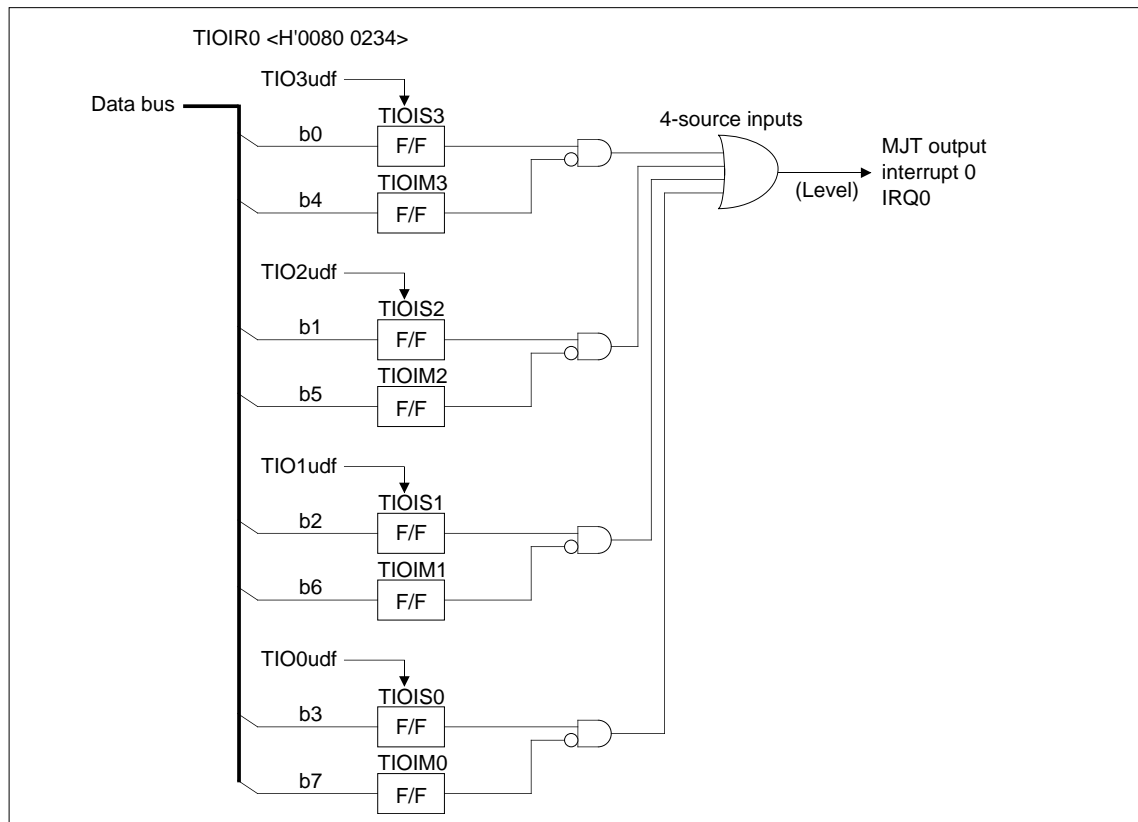 TIOIR0 <H'0080 0234>
TIO3udf
Data bus
TIOIS3
b0
F/F
4-source inputs
MJT output
interrupt 0
IRQ0
(Level)
TIOIM3
b4
F/F
TIO2udf
TIOIS2
b1
F/F
TIOIM2
b5
F/F
TIO1udf
TIOIS1
b2
F/F
TIOIM1
b6
F/F
TIO0udf
TIOIS0
b3
F/F
TIOIM0
b7
F/F